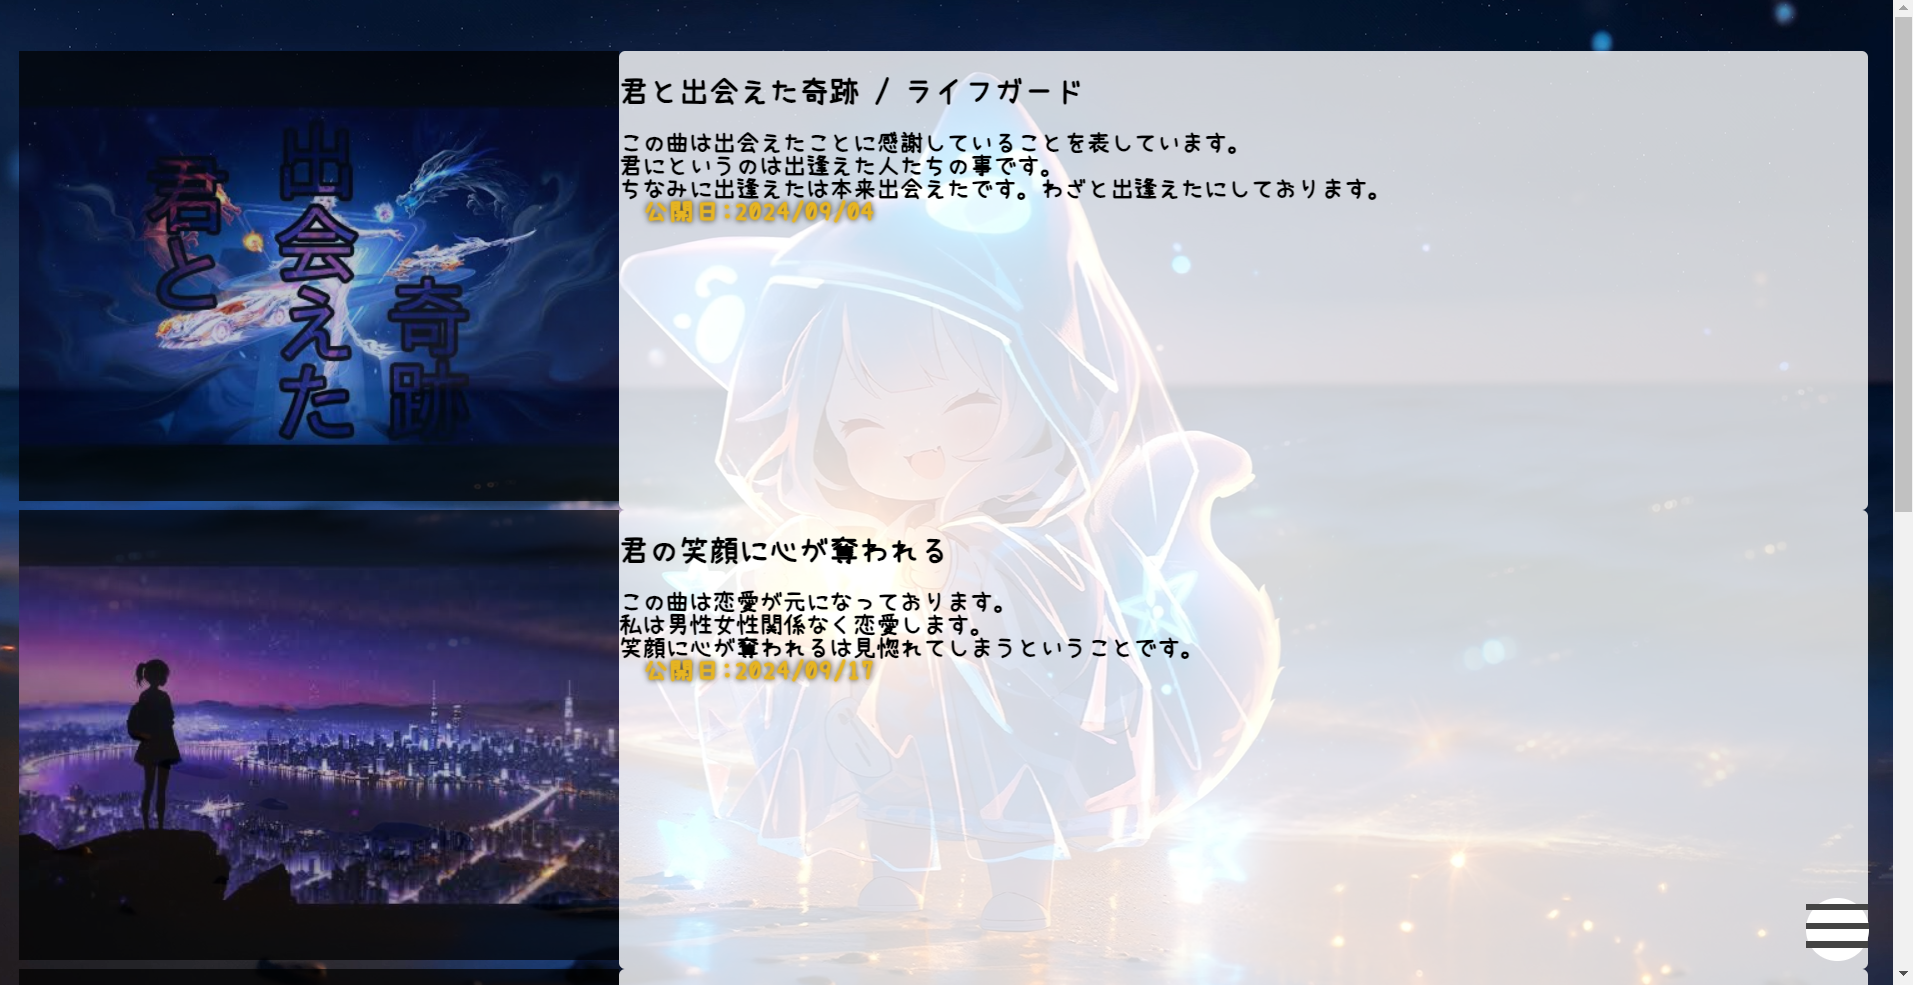 君と
出会えた
奇跡
君と出会えた奇跡 / ライフガード
この曲は出会えたことに感謝していることを表しています。
君にというのは出逢えた人たちの事です。
ちなみに出逢えたは本来出会えたです。わざと出逢えたにしております。
公開日:2024/09/04
君の笑顔に心が奪われる
この曲は恋愛が元になっております。
私は男性女性関係なく恋愛します。
笑顔に心が奪われるは見惚れてしまうということです。
公開日:2024/09/17